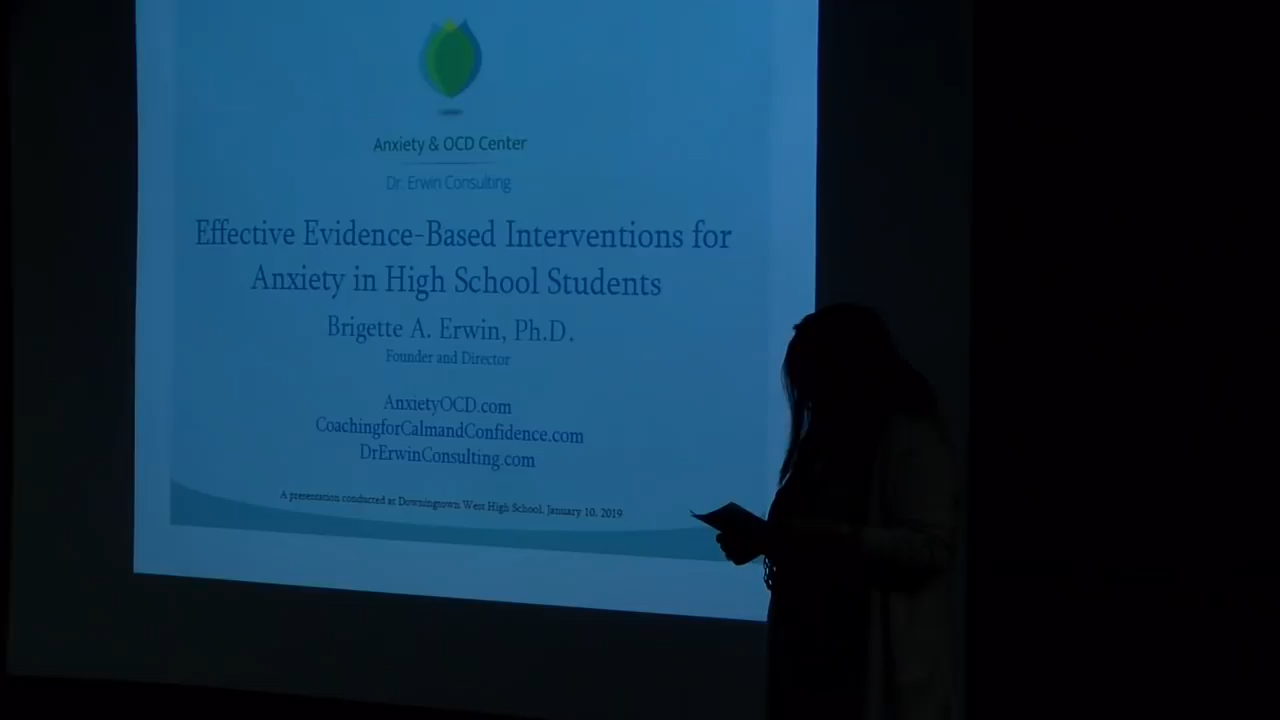 Anxiety & OCD Center
Dr. Erwin Consulting
Effective Evidence-Based Interventions for
Anxiety in High School Students
Brigette A. Erwin, Ph.D.
Founder and Director
AnxietyOCD.com
CoachingforCalmandConfidence.com
DrErwinConsulting.com
A presentation conducted at Downingtown West High School, January 10, 2019